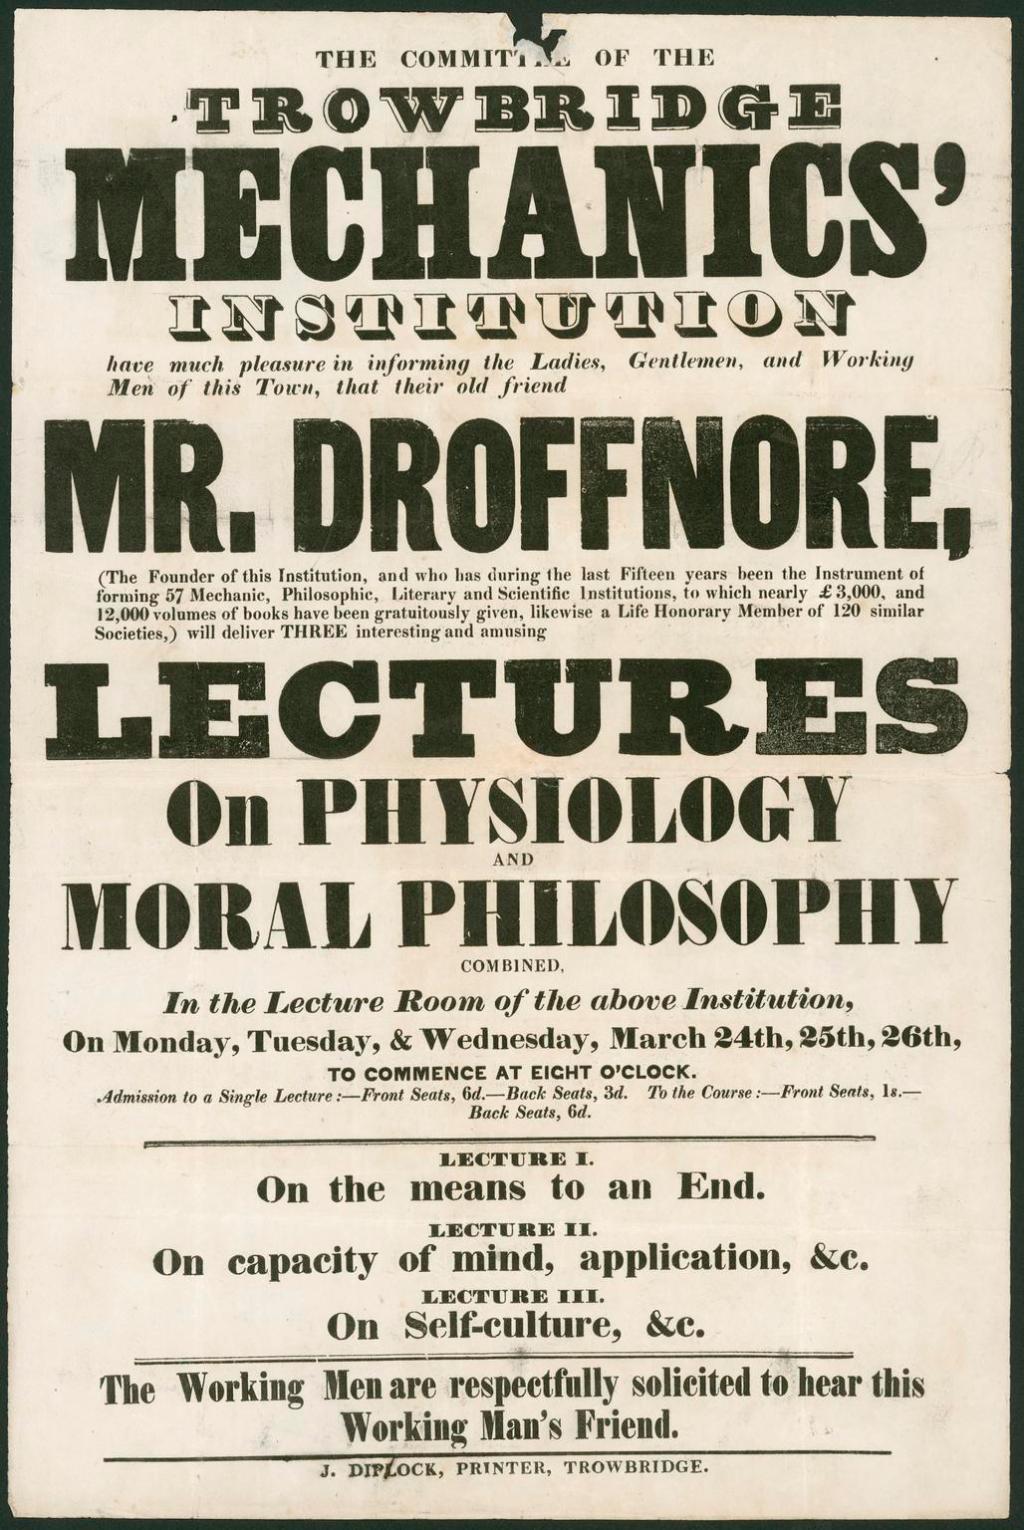 THE COMMITTEE OF THE
TROWBRIDGE
MECHANICS'
INSTITUTION
have much pleasure in informing the Ladies, Gentlemen, and Working
Men of this Town, that their old friend
MR. DROFFNORE,
(The Founder of this Institution, and who has during the last Fifteen years been the Instrument of
forming 57 Mechanic, Philosophic, Literary and Scientific Institutions, to which nearly £3,000, and
12,000 volumes of books have been gratuitously given, likewise a Life Honorary Member of 120 similar
Societies,) will deliver THREE interesting and amusing
LECTURES
On PHYSIOLOGY
AND
MORAL PHILOSOPHY
COMBINED,
In the Lecture Room of the above Institution,
On Monday, Tuesday, & Wednesday, March 24th, 25th, 26th,
TO COMMENCE AT EIGHT O'CLOCK.
Admission to a Single Lecture:—Front Seats, 6d.—Back Seats, 3d. To the Course:—Front Seats, 1s.—
Back Seats, 6d.
LECTURE I.
On the means to an End.
LECTURE II.
On capacity of mind, application, &c.
LECTURE III.
On Self-culture, &c.
The Working Men are respectfully solicited to hear this
Working Man's Friend.
J. DIPLOCK, PRINTER, TROWBRIDGE.